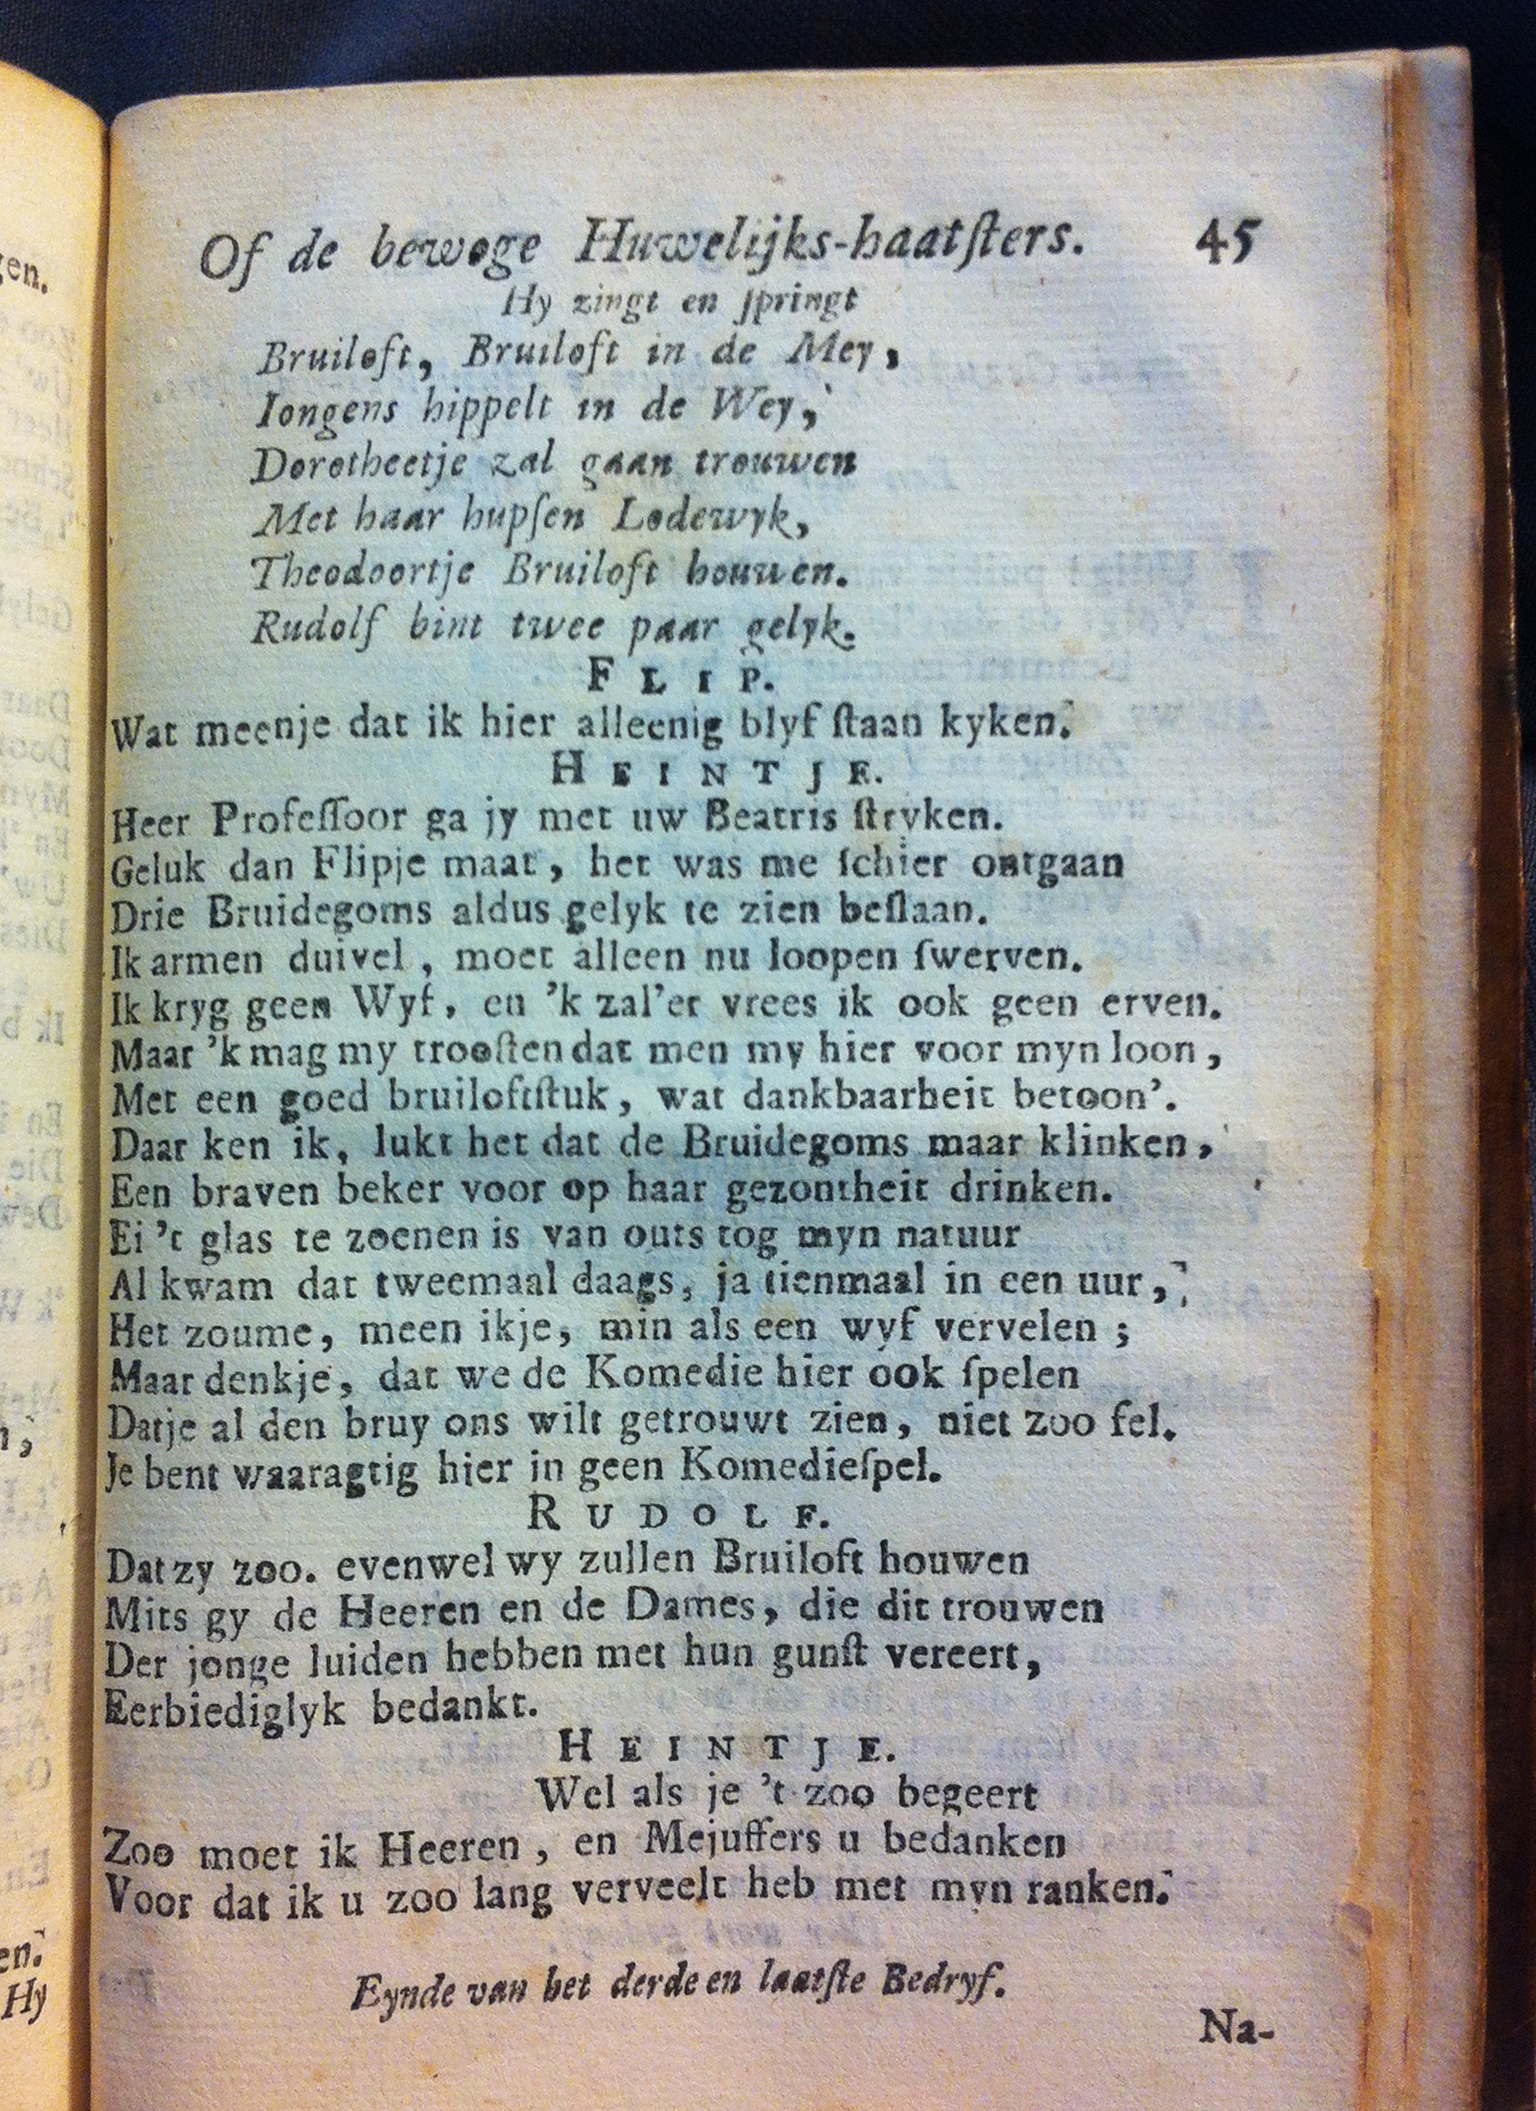 Of de bewoge Huwelijks-haatſters. 45
Hy zingt en ſpringt
Bruiloft, Bruiloft in de Mey,
Iongens hippelt in de Wey,
Dorotheetje zal gaan trouwen
Met haar hupſen Lodewyk,
Theodoortje Bruiloft houwen.
Rudolf bint twee paar gelyk.
FLIP.
Wat meenje dat ik hier alleenig blyf ſtaan kyken.
HEINTJE.
Heer Profeſſoor ga jy met uw Beatris ſtryken.
Geluk dan Flipje maat, het was me ſchier ontgaan
Drie Bruidegoms aldus gelyk te zien beſlaan.
Ik armen duivel, moet alleen nu loopen ſwerven.
Ik kryg geen Wyf, en 'k zal'er vrees ik ook geen erven.
Maar 'k mag my trooſten dat men my hier voor myn loon,
Met een goed bruiloftſtuk, wat dankbaarheit betoon'.
Daar ken ik, lukt het dat de Bruidegoms maar klinken,
Een braven beker voor op haar gezontheit drinken.
Ei 't glas te zoenen is van outs tog myn natuur
Al kwam dat tweemaal daags, ja tienmaal in een uur,
Het zoume, meen ikje, min als een wyf vervelen;
Maar denkje, dat we de Komedie hier ook ſpelen
Datje al den bruy ons wilt getrouwt zien, niet zoo fel.
Je bent waaragtig hier in geen Komedieſpel.
RUDOLF.
Dat zy zoo. evenwel wy zullen Bruiloft houwen
Mits gy de Heeren en de Dames, die dit trouwen
Der jonge luiden hebben met hun gunſt vereert,
Eerbiediglyk bedankt.
HEINTJE.
Wel als je 't zoo begeert
Zoo moet ik Heeren, en Mejuffers u bedanken
Voor dat ik u zoo lang verveelt heb met myn ranken.
Eynde van het derde en laatſte Bedryf.
Na-